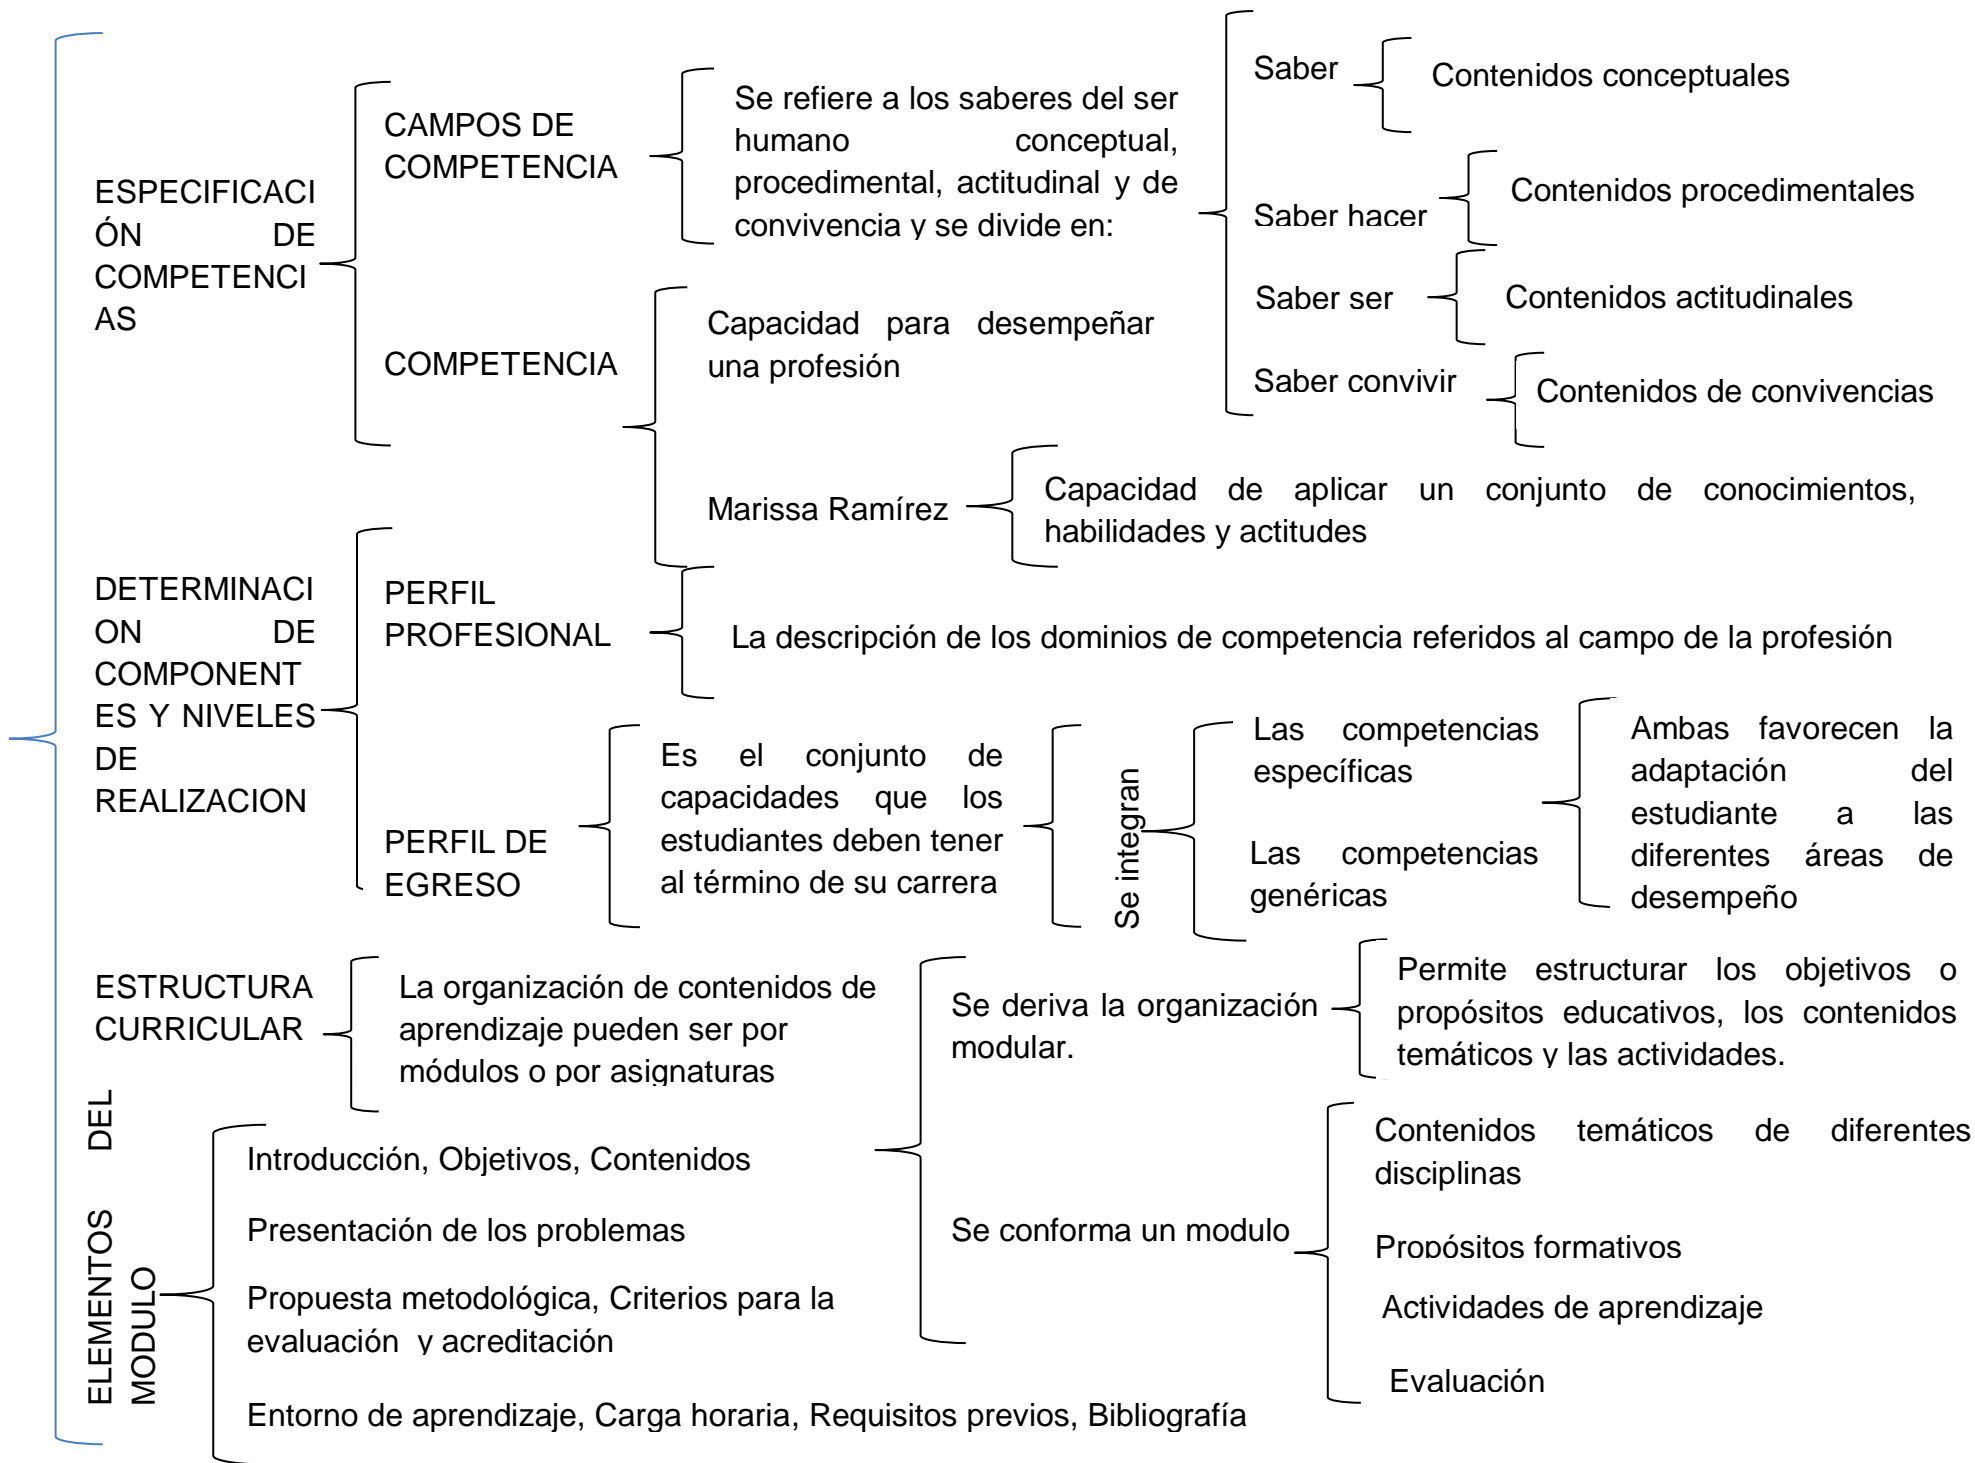 ESPECIFICACI
ÓN DE
COMPETENCI
AS
CAMPOS DE
COMPETENCIA
Se refiere a los saberes del ser
humano conceptual,
procedimental, actitudinal y de
convivencia y se divide en:
Saber
Contenidos conceptuales
Saber hacer
Contenidos procedimentales
Saber ser
Contenidos actitudinales
Saber convivir
Contenidos de convivencias
COMPETENCIA
Capacidad para desempeñar
una profesión
Marissa Ramírez
Capacidad de aplicar un conjunto de conocimientos,
habilidades y actitudes
DETERMINACI
ON DE
COMPONENT
ES Y NIVELES
DE
REALIZACION
PERFIL
PROFESIONAL
La descripción de los dominios de competencia referidos al campo de la profesión
PERFIL DE
EGRESO
Es el conjunto de
capacidades que los
estudiantes deben tener
al término de su carrera
Se integran
Las competencias
específicas
Las competencias
genéricas
Ambas favorecen la
adaptación del
estudiante a las
diferentes áreas de
desempeño
ESTRUCTURA
CURRICULAR
La organización de contenidos de
aprendizaje pueden ser por
módulos o por asignaturas
Se deriva la organización
modular.
Permite estructurar los objetivos o
propósitos educativos, los contenidos
temáticos y las actividades.
Se conforma un modulo
Contenidos temáticos de diferentes
disciplinas
Propósitos formativos
Actividades de aprendizaje
Evaluación
ELEMENTOS DEL
MODULO
Introducción, Objetivos, Contenidos
Presentación de los problemas
Propuesta metodológica, Criterios para la
evaluación y acreditación
Entorno de aprendizaje, Carga horaria, Requisitos previos, Bibliografía